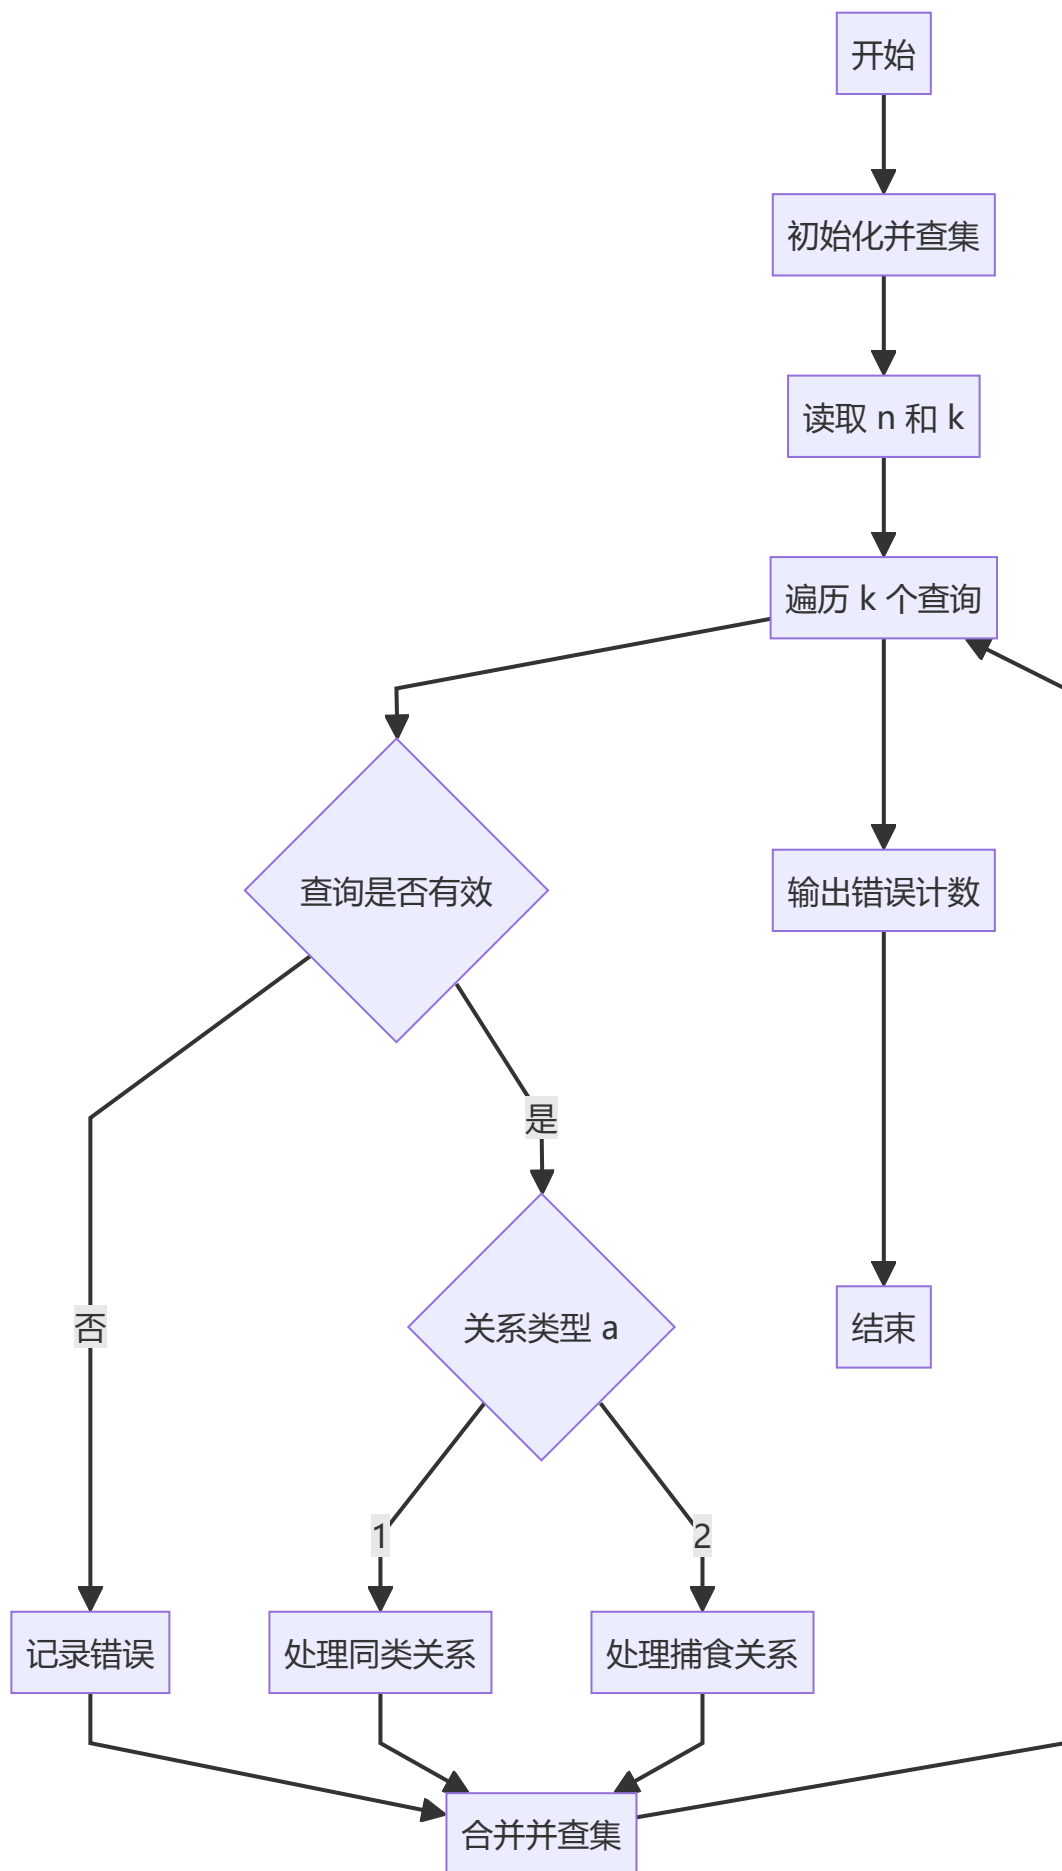 开始
初始化并查集
读取 n 和 k
遍历 k 个查询
查询是否有效
输出错误计数
是
否
关系类型 a
结束
1
2
记录错误
处理同类关系
处理捕食关系
合并并查集